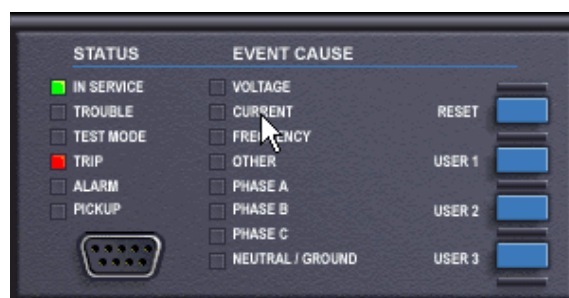 STATUS
IN SERVICE
TROUBLE
TEST MODE
TRIP
ALARM
PICKUP
EVENT CAUSE
VOLTAGE
CURRENT
FREQUENCY
OTHER
PHASE A
PHASE B
PHASE C
NEUTRAL / GROUND
RESET
USER 1
USER 2
USER 3